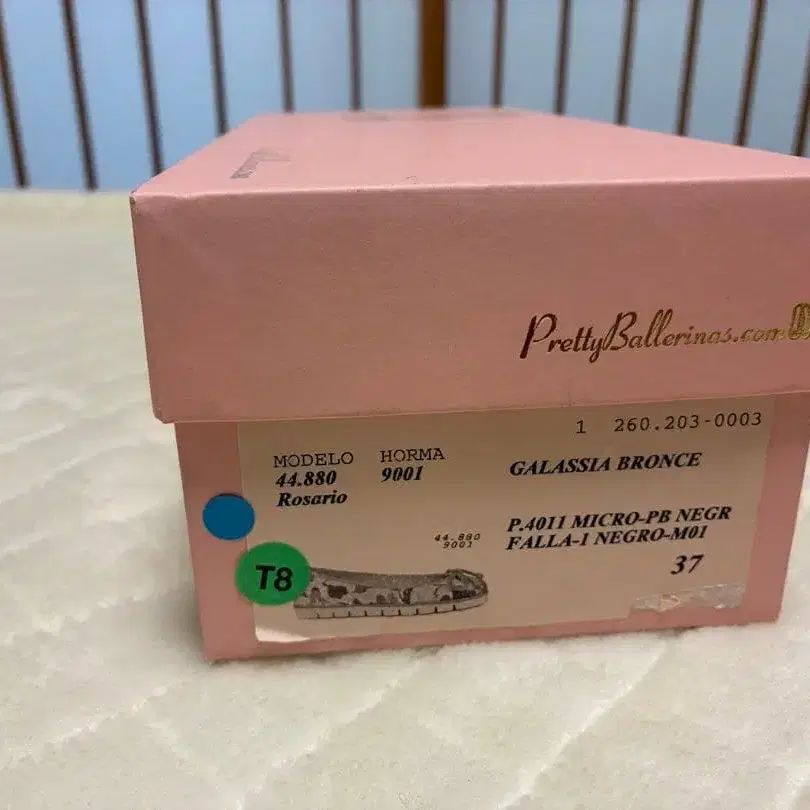 PrettyBallerinas.com
1 260.203-0003
MODELO HORMA
44.880 9001
Rosario
GALASSIA BRONCE
P.4011 MICRO-PB NEGR
FALLA-1 NEGRO-M01
44.880
9001
37
T8